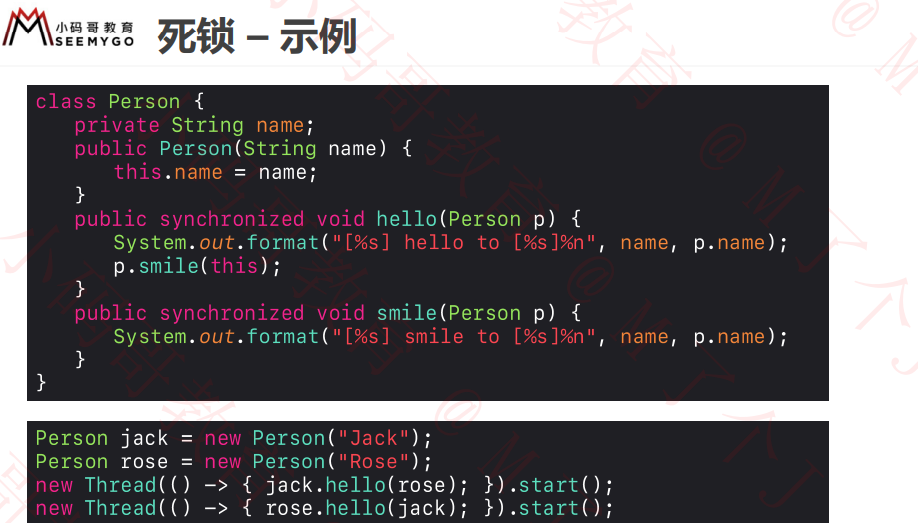 小码哥教育
SEEMYGO
死锁 – 示例
class Person {
private String name;
public Person(String name) {
this.name = name;
}
public synchronized void hello(Person p) {
System.out.format("[%s] hello to [%s]%n", name, p.name);
p.smile(this);
}
public synchronized void smile(Person p) {
System.out.format("[%s] smile to [%s]%n", name, p.name);
}
}
Person jack = new Person("Jack");
Person rose = new Person("Rose");
new Thread(() -> { jack.hello(rose); }).start();
new Thread(() -> { rose.hello(jack); }).start();